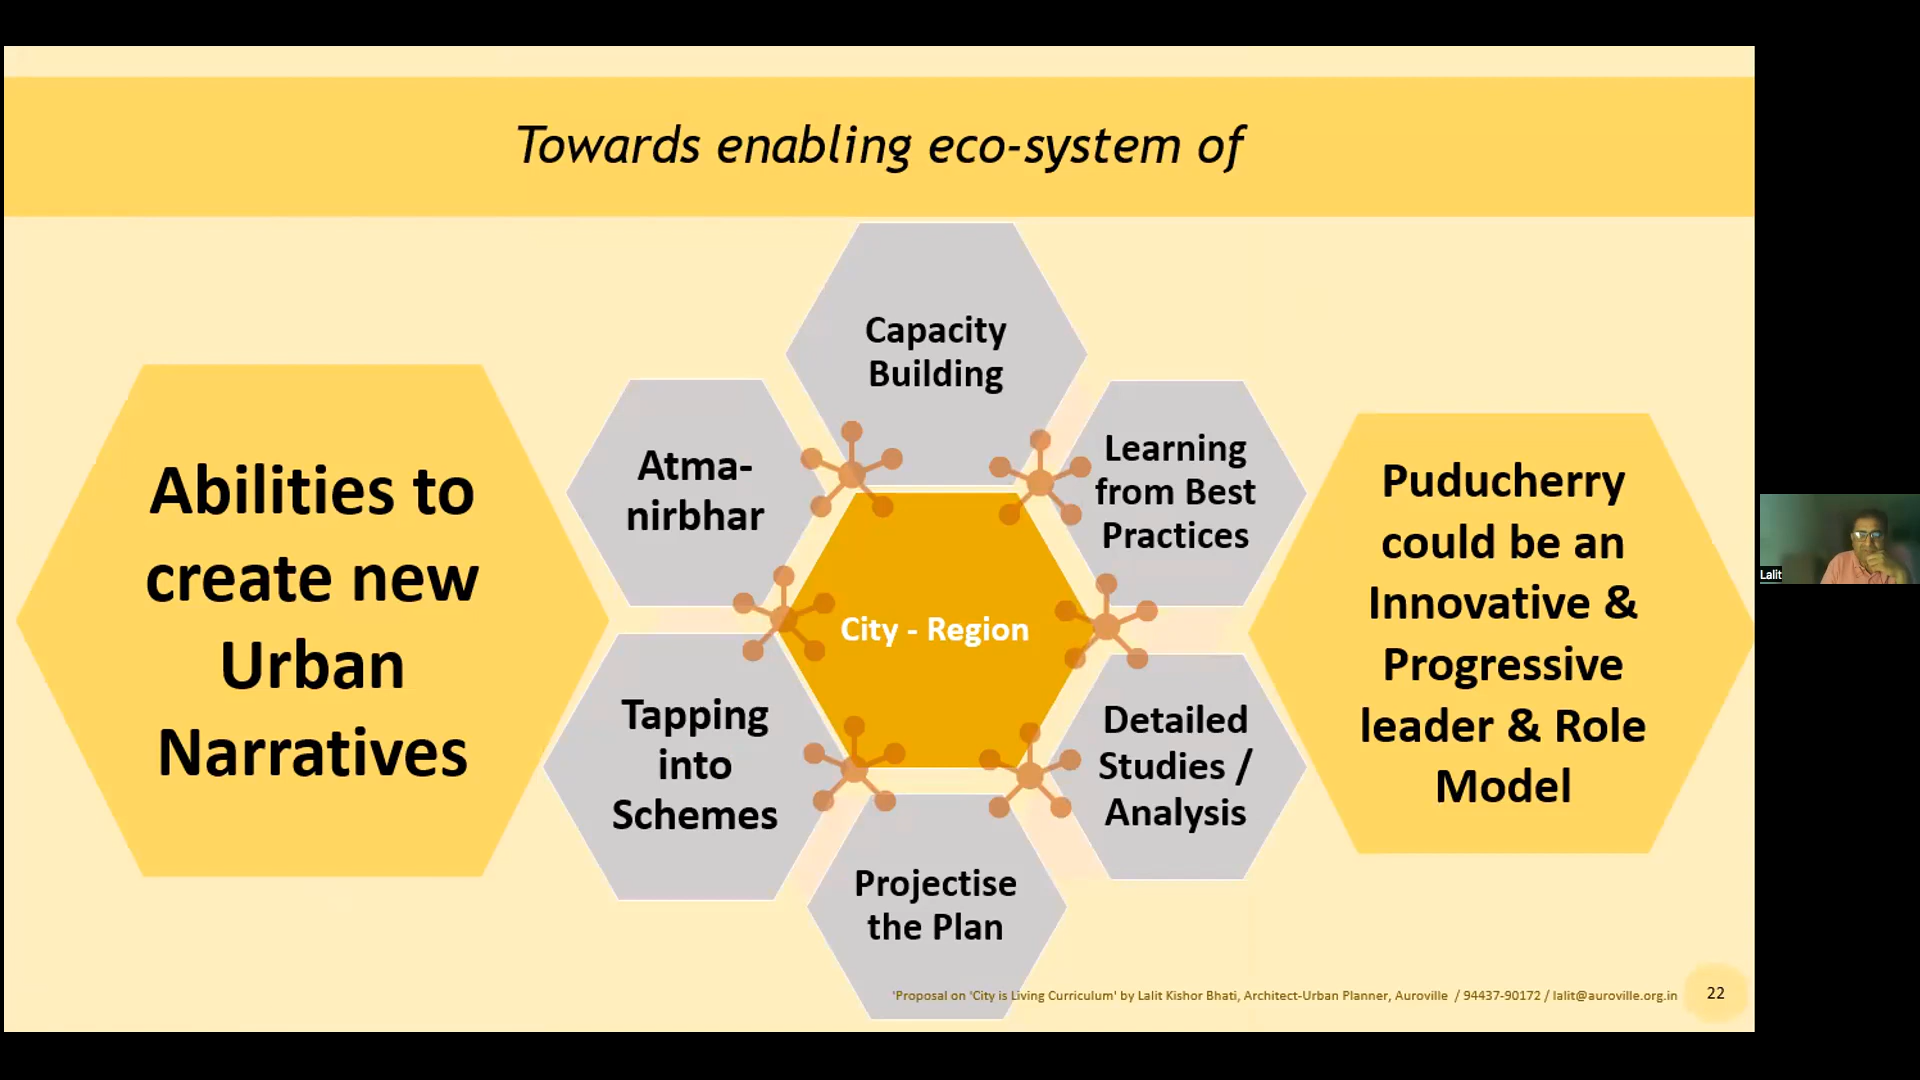 Towards enabling eco-system of
Capacity
Building
Atma-
nirbhar
Learning
from Best
Practices
Abilities to
create new
Urban
Narratives
City - Region
Puducherry
could be an
Innovative &
Progressive
leader & Role
Model
Tapping
into
Schemes
Detailed
Studies /
Analysis
Projectise
the Plan
'Proposal on 'City is Living Curriculum' by Lalit Kishor Bhati, Architect-Urban Planner, Auroville / 94437-90172 / lalit@auroville.org.in
22
Lalit